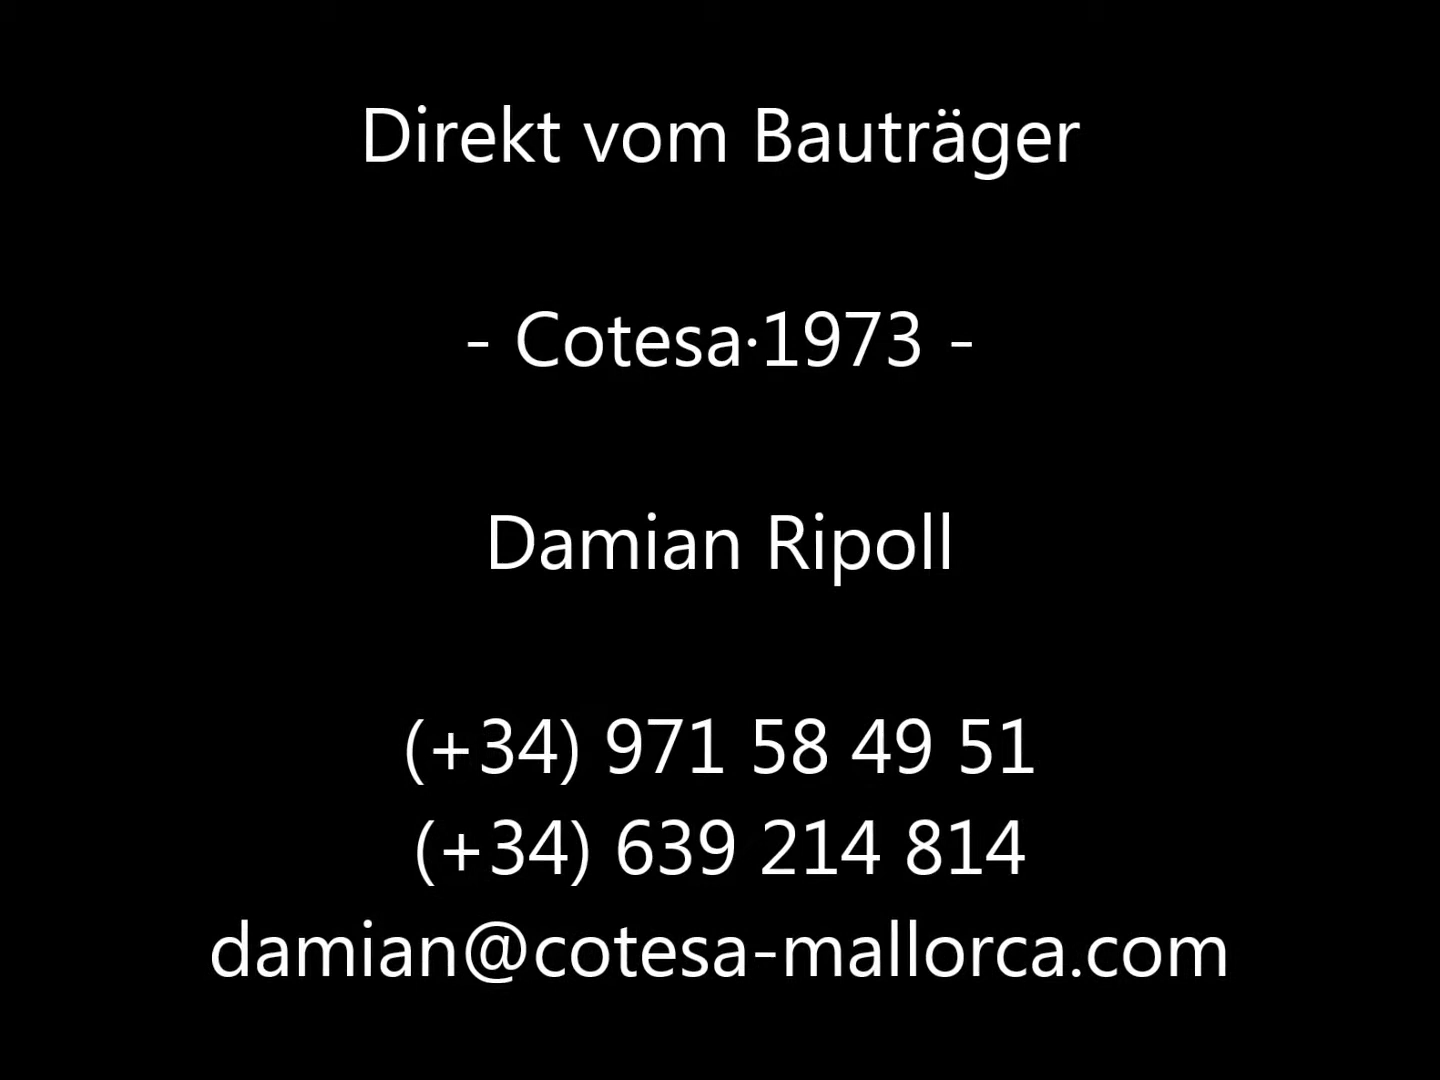 Direkt vom Bauträger
- Cotesa·1973 -
Damian Ripoll
(+34) 971 58 49 51
(+34) 639 214 814
damian@cotesa-mallorca.com